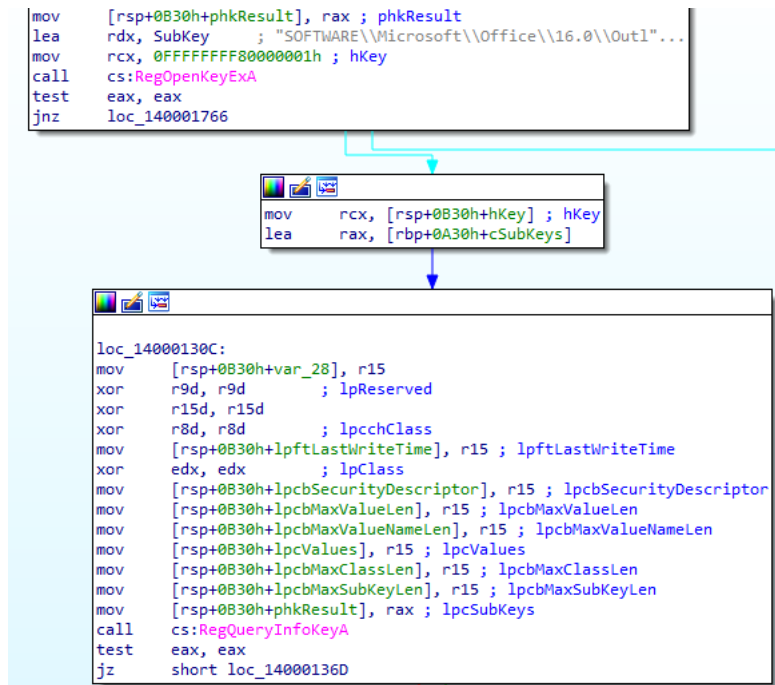 mov [rsp+0B30h+phkResult], rax ; phkResult
lea rdx, SubKey ; "SOFTWARE\\Microsoft\\Office\\16.0\\Outl"...
mov rcx, 0FFFFFFFF80000001h ; hKey
call cs:RegOpenKeyExA
test eax, eax
jnz loc_140001766
mov rcx, [rsp+0B30h+hKey] ; hKey
lea rax, [rbp+0A30h+cSubKeys]
loc_14000130C:
mov [rsp+0B30h+var_28], r15
xor r9d, r9d ; lpReserved
xor r15d, r15d
xor r8d, r8d ; lpcchClass
mov [rsp+0B30h+lpftLastWriteTime], r15 ; lpftLastWriteTime
xor edx, edx ; lpClass
mov [rsp+0B30h+lpcbSecurityDescriptor], r15 ; lpcbSecurityDescriptor
mov [rsp+0B30h+lpcbMaxValueLen], r15 ; lpcbMaxValueLen
mov [rsp+0B30h+lpcbMaxValueNameLen], r15 ; lpcbMaxValueNameLen
mov [rsp+0B30h+lpcValues], r15 ; lpcValues
mov [rsp+0B30h+lpcbMaxClassLen], r15 ; lpcbMaxClassLen
mov [rsp+0B30h+lpcbMaxSubKeyLen], r15 ; lpcbMaxSubKeyLen
mov [rsp+0B30h+phkResult], rax ; lpcSubKeys
call cs:RegQueryInfoKeyA
test eax, eax
jz short loc_14000136D